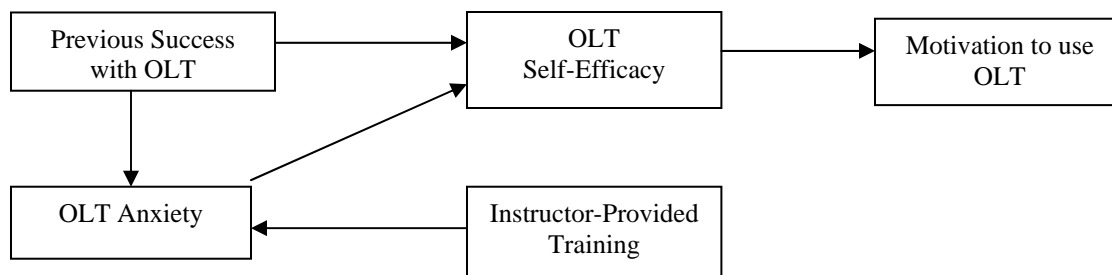 Previous Success
with OLT
OLT
Self-Efficacy
Motivation to use
OLT
OLT Anxiety
Instructor-Provided
Training